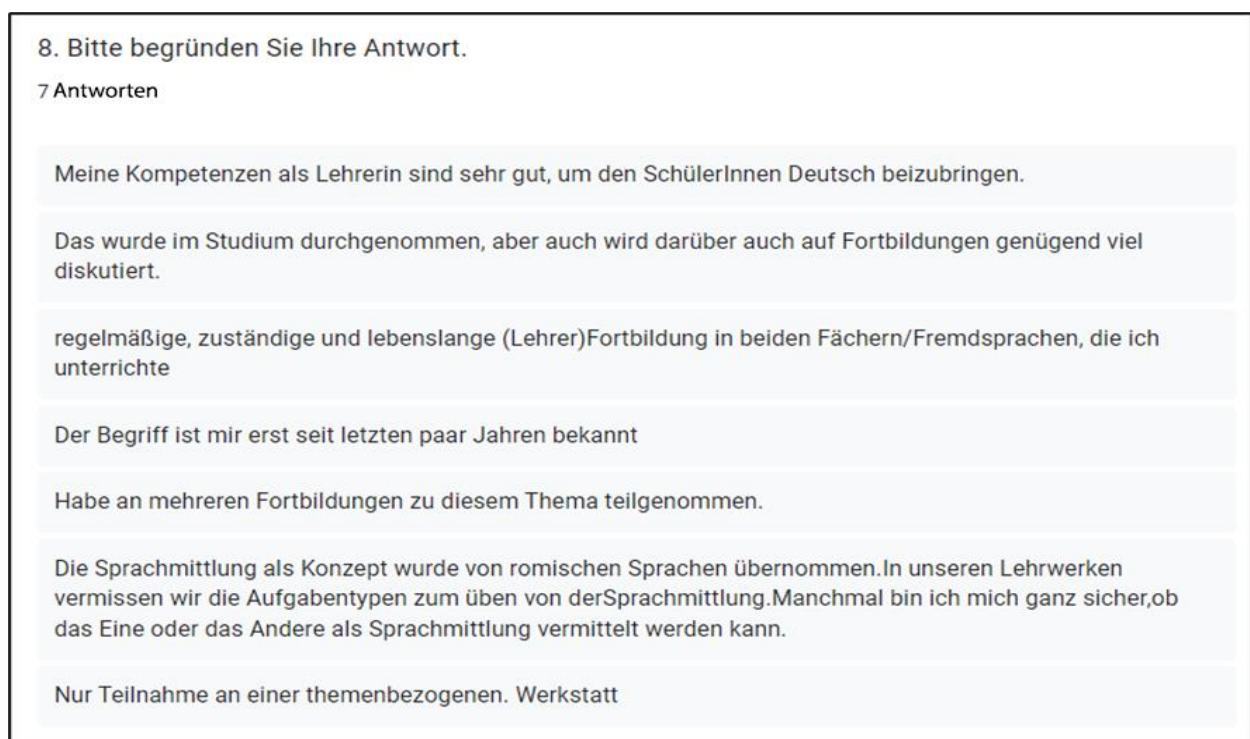 8. Bitte begründen Sie Ihre Antwort.
7 Antworten
Meine Kompetenzen als Lehrerin sind sehr gut, um den SchülerInnen Deutsch beizubringen.
Das wurde im Studium durchgenommen, aber auch wird darüber auch auf Fortbildungen genügend viel
diskutiert.
regelmäßige, zuständige und lebenslange (Lehrer)Fortbildung in beiden Fächern/Fremdsprachen, die ich
unterrichte
Der Begriff ist mir erst seit letzten paar Jahren bekannt
Habe an mehreren Fortbildungen zu diesem Thema teilgenommen.
Die Sprachmittlung als Konzept wurde von romischen Sprachen übernommen.In unseren Lehrwerken
vermissen wir die Aufgabentypen zum üben von derSprachmittlung.Manchmal bin ich mich ganz sicher,ob
das Eine oder das Andere als Sprachmittlung vermittelt werden kann.
Nur Teilnahme an einer themenbezogenen. Werkstatt